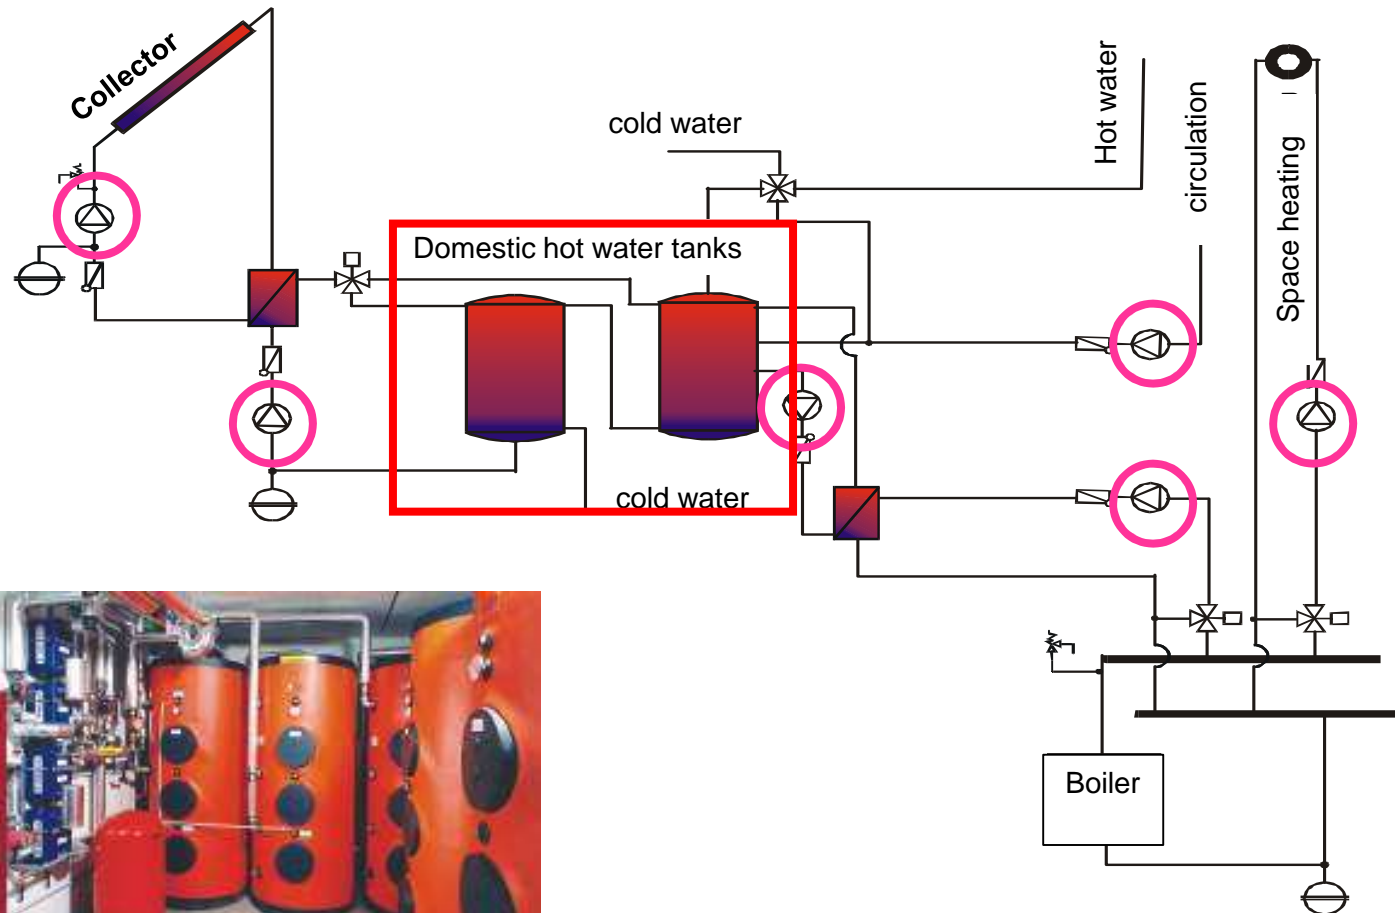 Collector
cold water
Hot water
circulation
Space heating
Domestic hot water tanks
cold water
Boiler